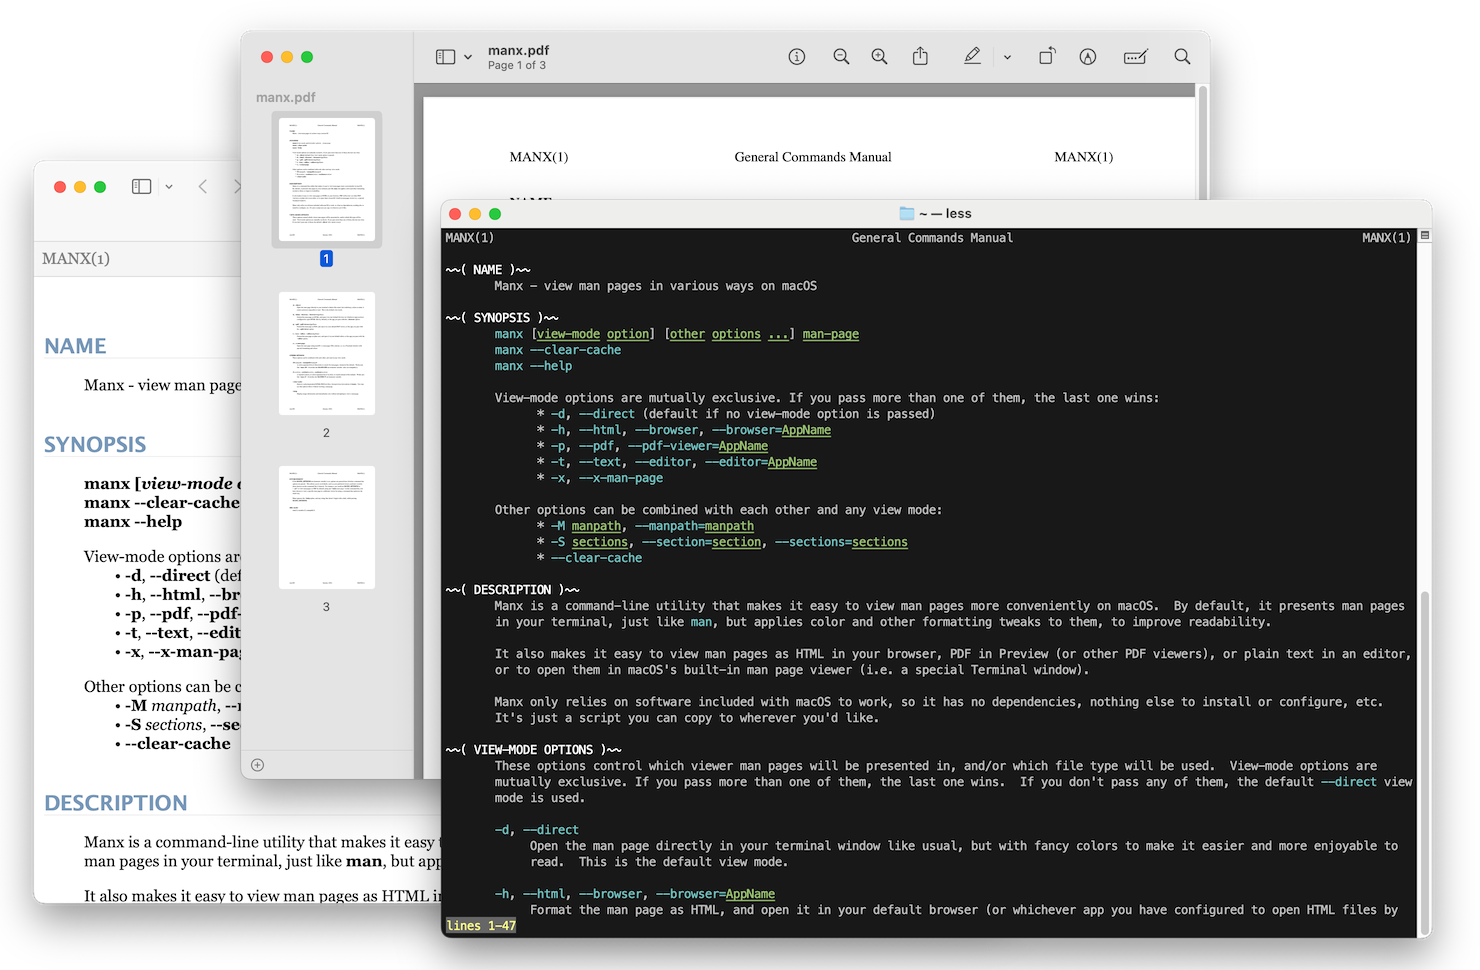 manx.pdf
Page 1 of 3
manx.pdf
1
2
3
MANX(1) General Commands Manual MANX(1)
MANX(1)
NAME
Manx - view man page
SYNOPSIS
manx [view-mode
manx --clear-cache
manx --help
View-mode options are
• -d, --direct (def
• -h, --html, --br
• -p, --pdf, --pdf-
• -t, --text, --edit
• -x, --x-man-pag
Other options can be c
• -M manpath, --
• -S sections, --se
• --clear-cache
DESCRIPTION
Manx is a command-line utility that makes it easy
man pages in your terminal, just like man, but app
It also makes it easy to view man pages as HTML in
~ — less
MANX(1) General Commands Manual MANX(1)
~~( NAME )~~
Manx - view man pages in various ways on macOS
~~( SYNOPSIS )~~
manx [view-mode option] [other options ...] man-page
manx --clear-cache
manx --help
View-mode options are mutually exclusive. If you pass more than one of them, the last one wins:
* -d, --direct (default if no view-mode option is passed)
* -h, --html, --browser, --browser=AppName
* -p, --pdf, --pdf-viewer=AppName
* -t, --text, --editor, --editor=AppName
* -x, --x-man-page
Other options can be combined with each other and any view mode:
* -M manpath, --manpath=manpath
* -S sections, --section=section, --sections=sections
* --clear-cache
~~( DESCRIPTION )~~
Manx is a command-line utility that makes it easy to view man pages more conveniently on macOS.  By default, it presents man pages
in your terminal, just like man, but applies color and other formatting tweaks to them, to improve readability.
It also makes it easy to view man pages as HTML in your browser, PDF in Preview (or other PDF viewers), or plain text in an editor,
or to open them in macOS's built-in man page viewer (i.e. a special Terminal window).
Manx only relies on software included with macOS to work, so it has no dependencies, nothing else to install or configure, etc.
It's just a script you can copy to wherever you'd like.
~~( VIEW-MODE OPTIONS )~~
These options control which viewer man pages will be presented in, and/or which file type will be used.  View-mode options are
mutually exclusive. If you pass more than one of them, the last one wins.  If you don't pass any of them, the default --direct view
mode is used.
-d, --direct
Open the man page directly in your terminal window like usual, but with fancy colors to make it easier and more enjoyable to
read.  This is the default view mode.
-h, --html, --browser, --browser=AppName
Format the man page as HTML, and open it in your default browser (or whichever app you have configured to open HTML files by
lines 1-47